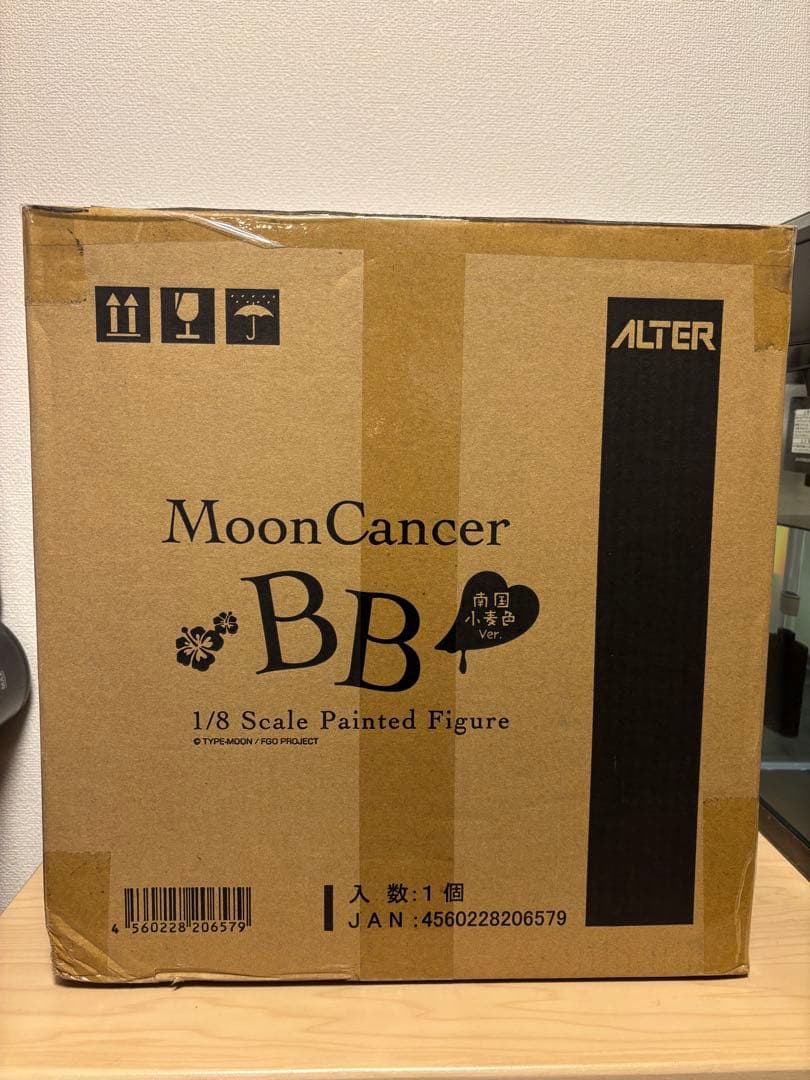 ALTER
MoonCancer
BB
南国
小麦色
Ver.
1/8 Scale Painted Figure
© TYPE-MOON / FGO PROJECT
入 数:1 個
JAN :4560228206579
4 560228 206579